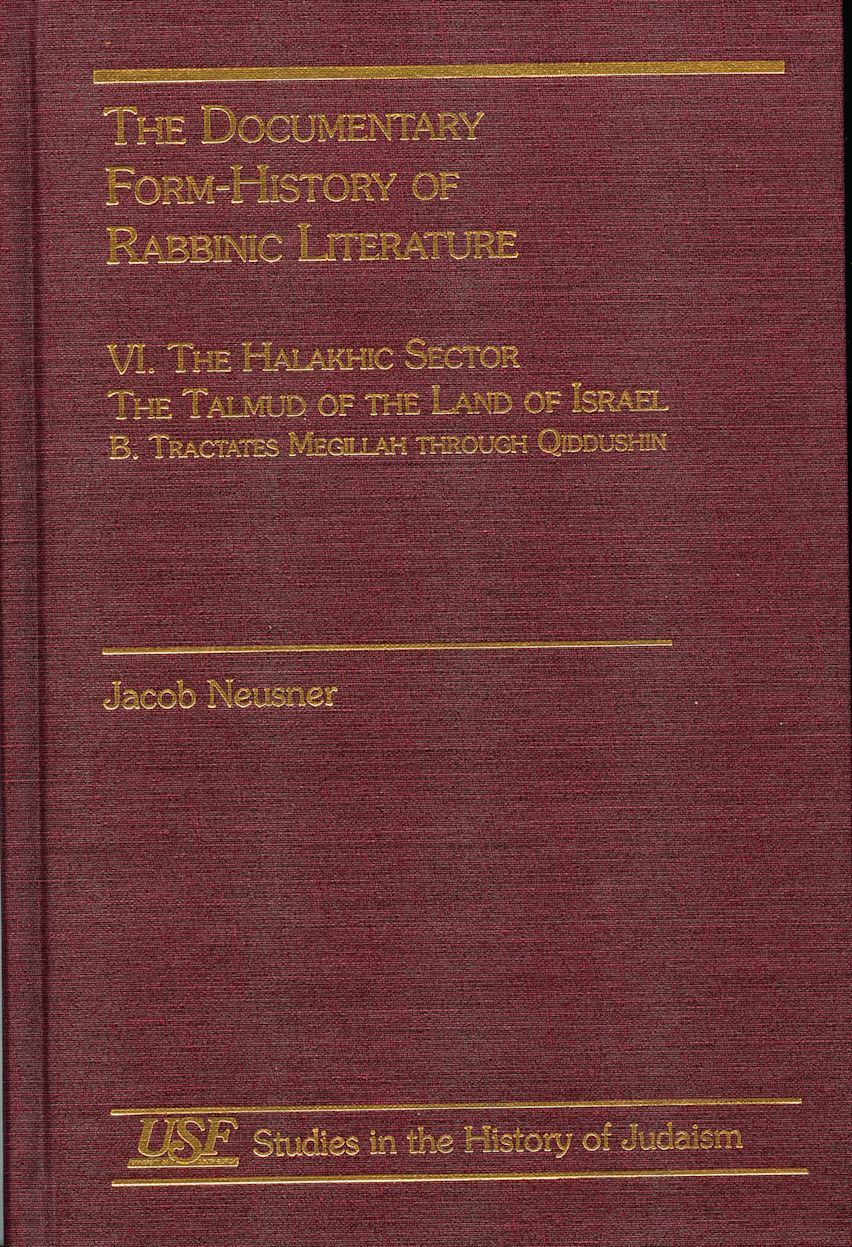 The Documentary
Form-History of
Rabbinic Literature
VI. The Halakhic Sector
The Talmud of the Land of Israel
B. Tractates Megillah through Qiddushin
Jacob Neusner
USF Studies in the History of Judaism